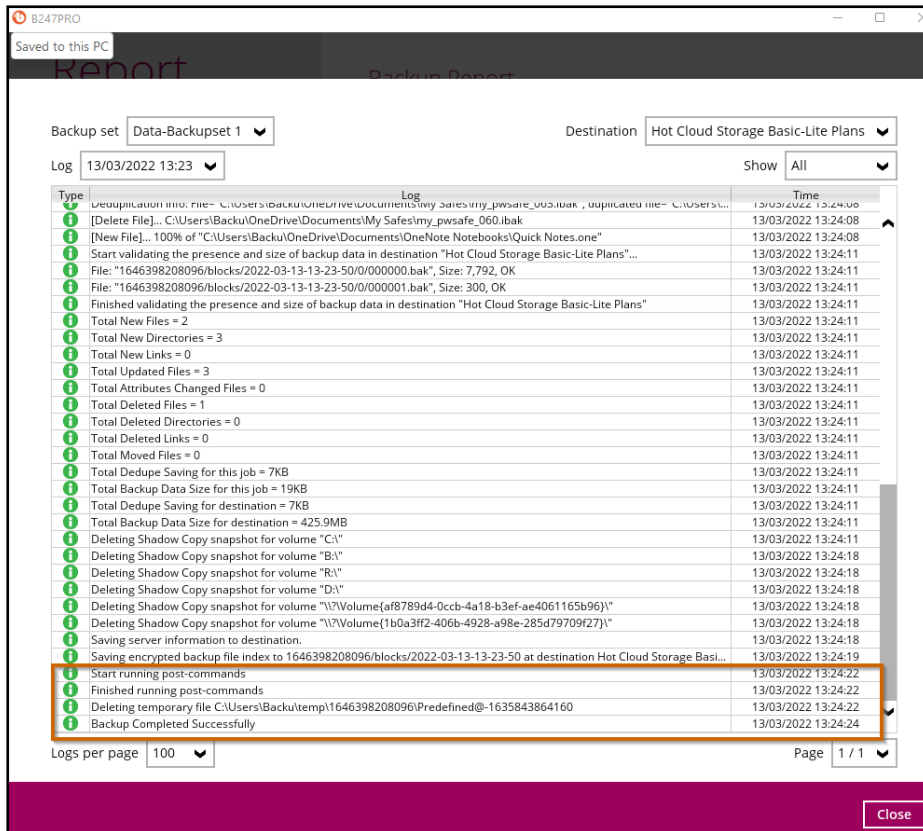 B247PRO
Saved to this PC
Report
Backup Report
Backup set Data-Backupset 1 Destination Hot Cloud Storage Basic-Lite Plans
Log 13/03/2022 13:23 Show All
Type Log Time
Deduplication info: File= "C:\Users\Backu\OneDrive\Documents\My Safes\my_pwsafe_063.ibak", duplicated file= "C:\Users\... 13/03/2022 13:24:08
[Delete File]... C:\Users\Backu\OneDrive\Documents\My Safes\my_pwsafe_060.ibak 13/03/2022 13:24:08
[New File]... 100% of "C:\Users\Backu\OneDrive\Documents\OneNote Notebooks\Quick Notes.one" 13/03/2022 13:24:08
Start validating the presence and size of backup data in destination "Hot Cloud Storage Basic-Lite Plans"... 13/03/2022 13:24:11
File: "1646398208096/blocks/2022-03-13-13-23-50/0/000000.bak", Size: 7,792, OK 13/03/2022 13:24:11
File: "1646398208096/blocks/2022-03-13-13-23-50/0/000001.bak", Size: 300, OK 13/03/2022 13:24:11
Finished validating the presence and size of backup data in destination "Hot Cloud Storage Basic-Lite Plans" 13/03/2022 13:24:11
Total New Files = 2 13/03/2022 13:24:11
Total New Directories = 3 13/03/2022 13:24:11
Total New Links = 0 13/03/2022 13:24:11
Total Updated Files = 3 13/03/2022 13:24:11
Total Attributes Changed Files = 0 13/03/2022 13:24:11
Total Deleted Files = 1 13/03/2022 13:24:11
Total Deleted Directories = 0 13/03/2022 13:24:11
Total Deleted Links = 0 13/03/2022 13:24:11
Total Moved Files = 0 13/03/2022 13:24:11
Total Dedupe Saving for this job = 7KB 13/03/2022 13:24:11
Total Backup Data Size for this job = 19KB 13/03/2022 13:24:11
Total Dedupe Saving for destination = 7KB 13/03/2022 13:24:11
Total Backup Data Size for destination = 425.9MB 13/03/2022 13:24:11
Deleting Shadow Copy snapshot for volume "C:\" 13/03/2022 13:24:11
Deleting Shadow Copy snapshot for volume "B:\" 13/03/2022 13:24:18
Deleting Shadow Copy snapshot for volume "R:\" 13/03/2022 13:24:18
Deleting Shadow Copy snapshot for volume "D:\" 13/03/2022 13:24:18
Deleting Shadow Copy snapshot for volume "\\?\Volume{af8789d4-0ccb-4a18-b3ef-ae4061165b96}\" 13/03/2022 13:24:18
Deleting Shadow Copy snapshot for volume "\\?\Volume{1b0a3ff2-406b-4928-a98e-285d79709f27}\" 13/03/2022 13:24:18
Saving server information to destination. 13/03/2022 13:24:18
Saving encrypted backup file index to 1646398208096/blocks/2022-03-13-13-23-50 at destination Hot Cloud Storage Basi... 13/03/2022 13:24:19
Start running post-commands 13/03/2022 13:24:22
Finished running post-commands 13/03/2022 13:24:22
Deleting temporary file C:\Users\Backu\temp\1646398208096\Predefined@-1635843864160 13/03/2022 13:24:22
Backup Completed Successfully 13/03/2022 13:24:24
Logs per page 100 Page 1 / 1
Close